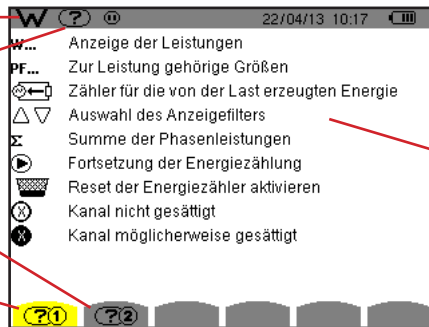 W ? 22/04/13 10:17
W... Anzeige der Leistungen
PF... Zur Leistung gehörige Größen
Zähler für die von der Last erzeugten Energie
Auswahl des Anzeigefilters
Σ Summe der Phasenleistungen
Fortsetzung der Energiezählung
Reset der Energiezähler aktivieren
X Kanal nicht gesättigt
X Kanal möglicherweise gesättigt
?1 ?2